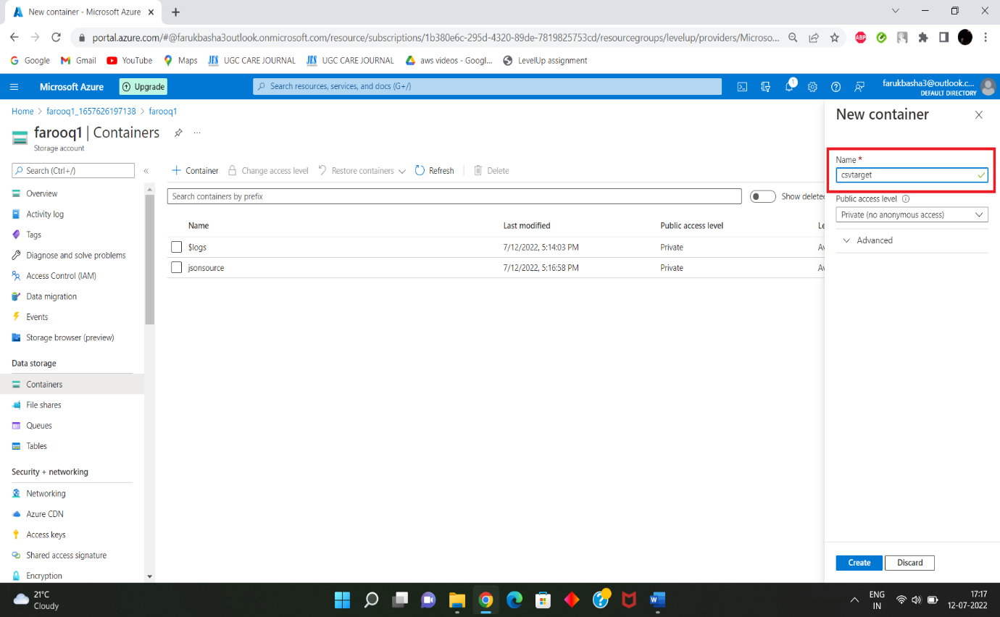 New container - Microsoft Azure
portal.azure.com/#@farukbasha3outlook.onmicrosoft.com/resource/subscriptions/1b380e6c-295d-4320-89de-7819825753cd/resourcegroups/levelup/providers/Microso...
ABP
Google Gmail YouTube Maps JES UGC CARE JOURNAL JES UGC CARE JOURNAL aws videos - Googl... LevelUp assignment
Microsoft Azure Upgrade Search resources, services, and docs (G+/) 1 farukbasha3@outlook.c...
DEFAULT DIRECTORY
Home > farooq1_1657626197138 > farooq1
farooq1 | Containers ...
Storage account
Search (Ctrl+/) «
Overview
Activity log
Tags
Diagnose and solve problems
Access Control (IAM)
Data migration
Events
Storage browser (preview)
Data storage
Containers
File shares
Queues
Tables
Security + networking
Networking
Azure CDN
Access keys
Shared access signature
Encryption
+ Container Change access level Restore containers Refresh Delete
Search containers by prefix Show deleted
Name Last modified Public access level Le
$logs 7/12/2022, 5:14:03 PM Private Av
jsonsource 7/12/2022, 5:16:58 PM Private Av
New container
Name *
csvtarget
Public access level
Private (no anonymous access)
Advanced
Create Discard
21°C
Cloudy
ENG
IN
17:17
12-07-2022